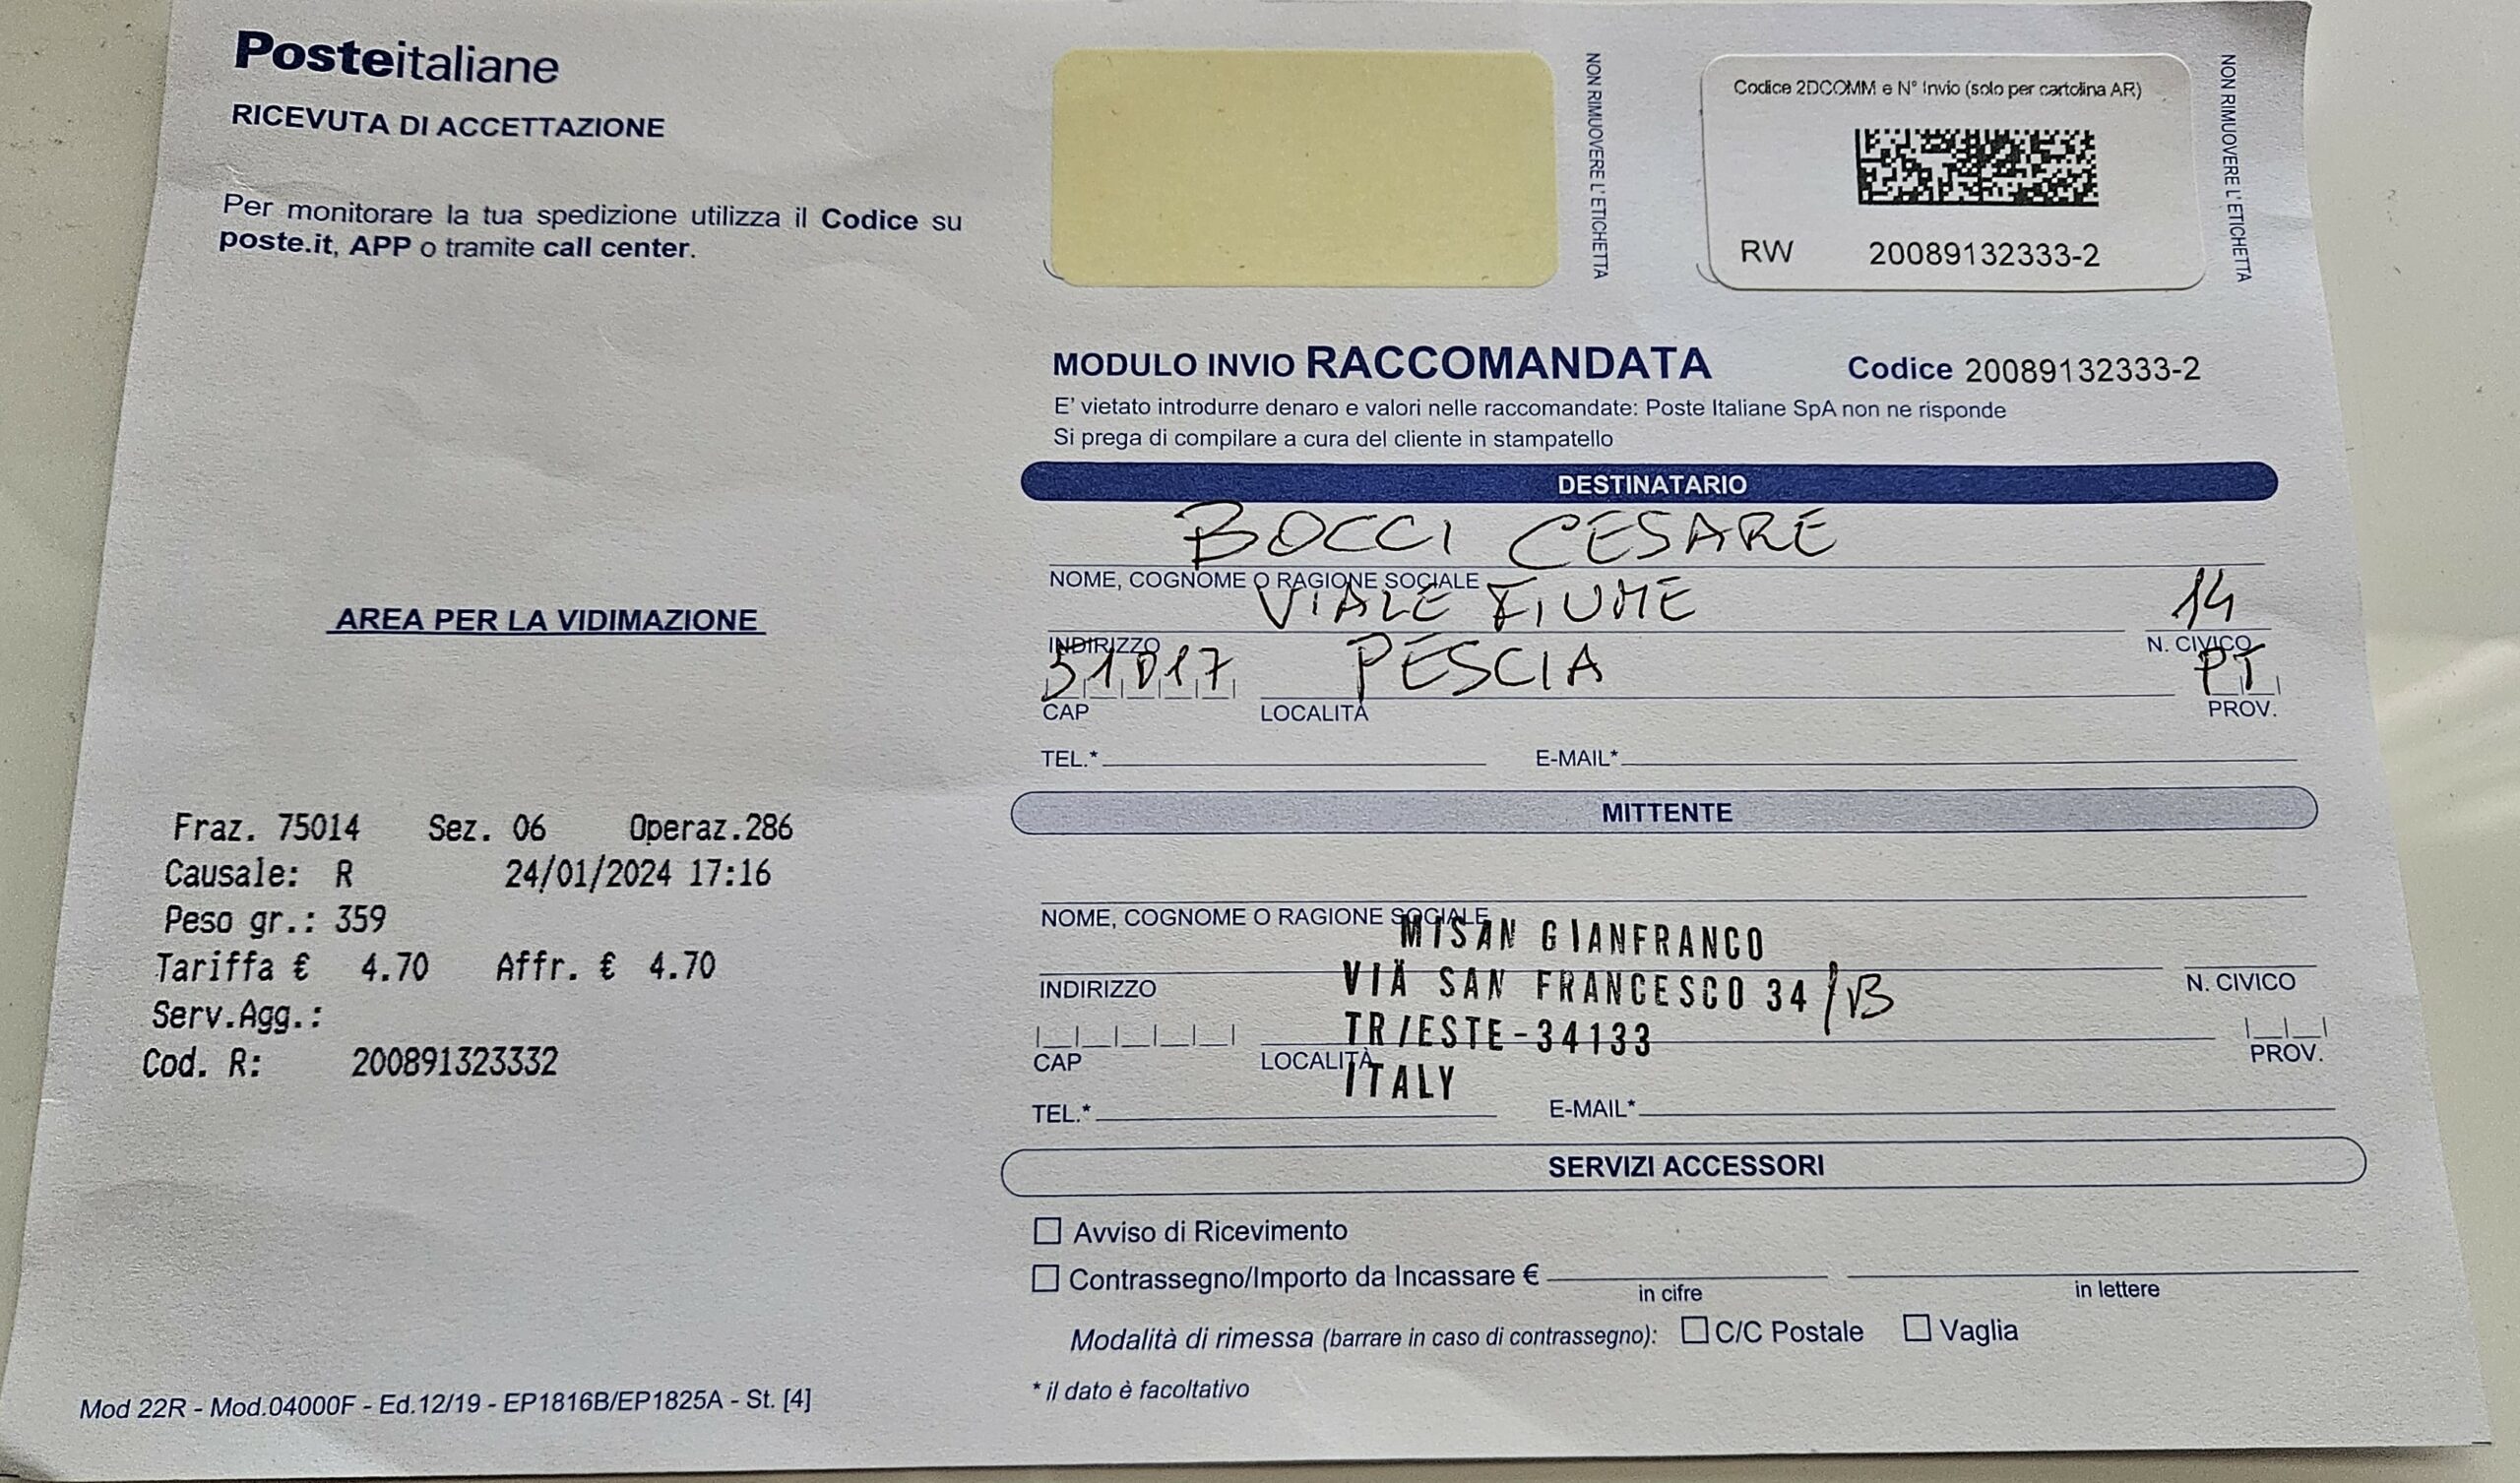 Posteitaliane
RICEVUTA DI ACCETTAZIONE
Per monitorare la tua spedizione utilizza il Codice su
poste.it, APP o tramite call center.
AREA PER LA VIDIMAZIONE
Fraz. 75014 Sez. 06 Operaz.286
Causale: R 24/01/2024 17:16
Peso gr.: 359
Tariffa € 4.70 Affr. € 4.70
Serv.Agg.:
Cod. R: 200891323332
Mod 22R - Mod.04000F - Ed.12/19 - EP1816B/EP1825A - St. [4]
NON RIMUOVERE L'ETICHETTA
Codice 2DCOMM e N° Invio (solo per cartolina AR)
RW 20089132333-2
NON RIMUOVERE L'ETICHETTA
MODULO INVIO RACCOMANDATA Codice 20089132333-2
E' vietato introdurre denaro e valori nelle raccomandate: Poste Italiane SpA non ne risponde
Si prega di compilare a cura del cliente in stampatello
DESTINATARIO
BOCCI CESARE
NOME, COGNOME O RAGIONE SOCIALE
VIALE FIUME 14
INDIRIZZO N. CIVICO
51017 PESCIA PT
CAP LOCALITÀ PROV.
TEL.* E-MAIL*
MITTENTE
NOME, COGNOME O RAGIONE SOCIALE
MISAN GIANFRANCO
VIA SAN FRANCESCO 34/B
INDIRIZZO N. CIVICO
TRIESTE-34133
CAP LOCALITÀ PROV.
ITALY
TEL.* E-MAIL*
SERVIZI ACCESSORI
Avviso di Ricevimento
Contrassegno/Importo da Incassare €
in cifre in lettere
Modalità di rimessa (barrare in caso di contrassegno): C/C Postale Vaglia
* il dato è facoltativo